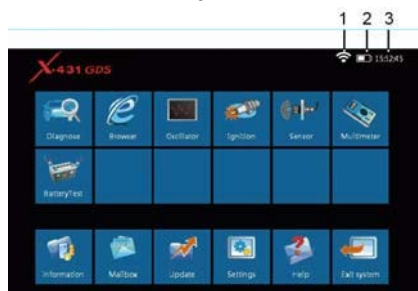 1 2 3
X-431 GDS 15:52:45
Diagnose Browser Oscillator Ignition Sensor Multimeter
BatteryTest
Information Mailbox Update Settings Help Exit system